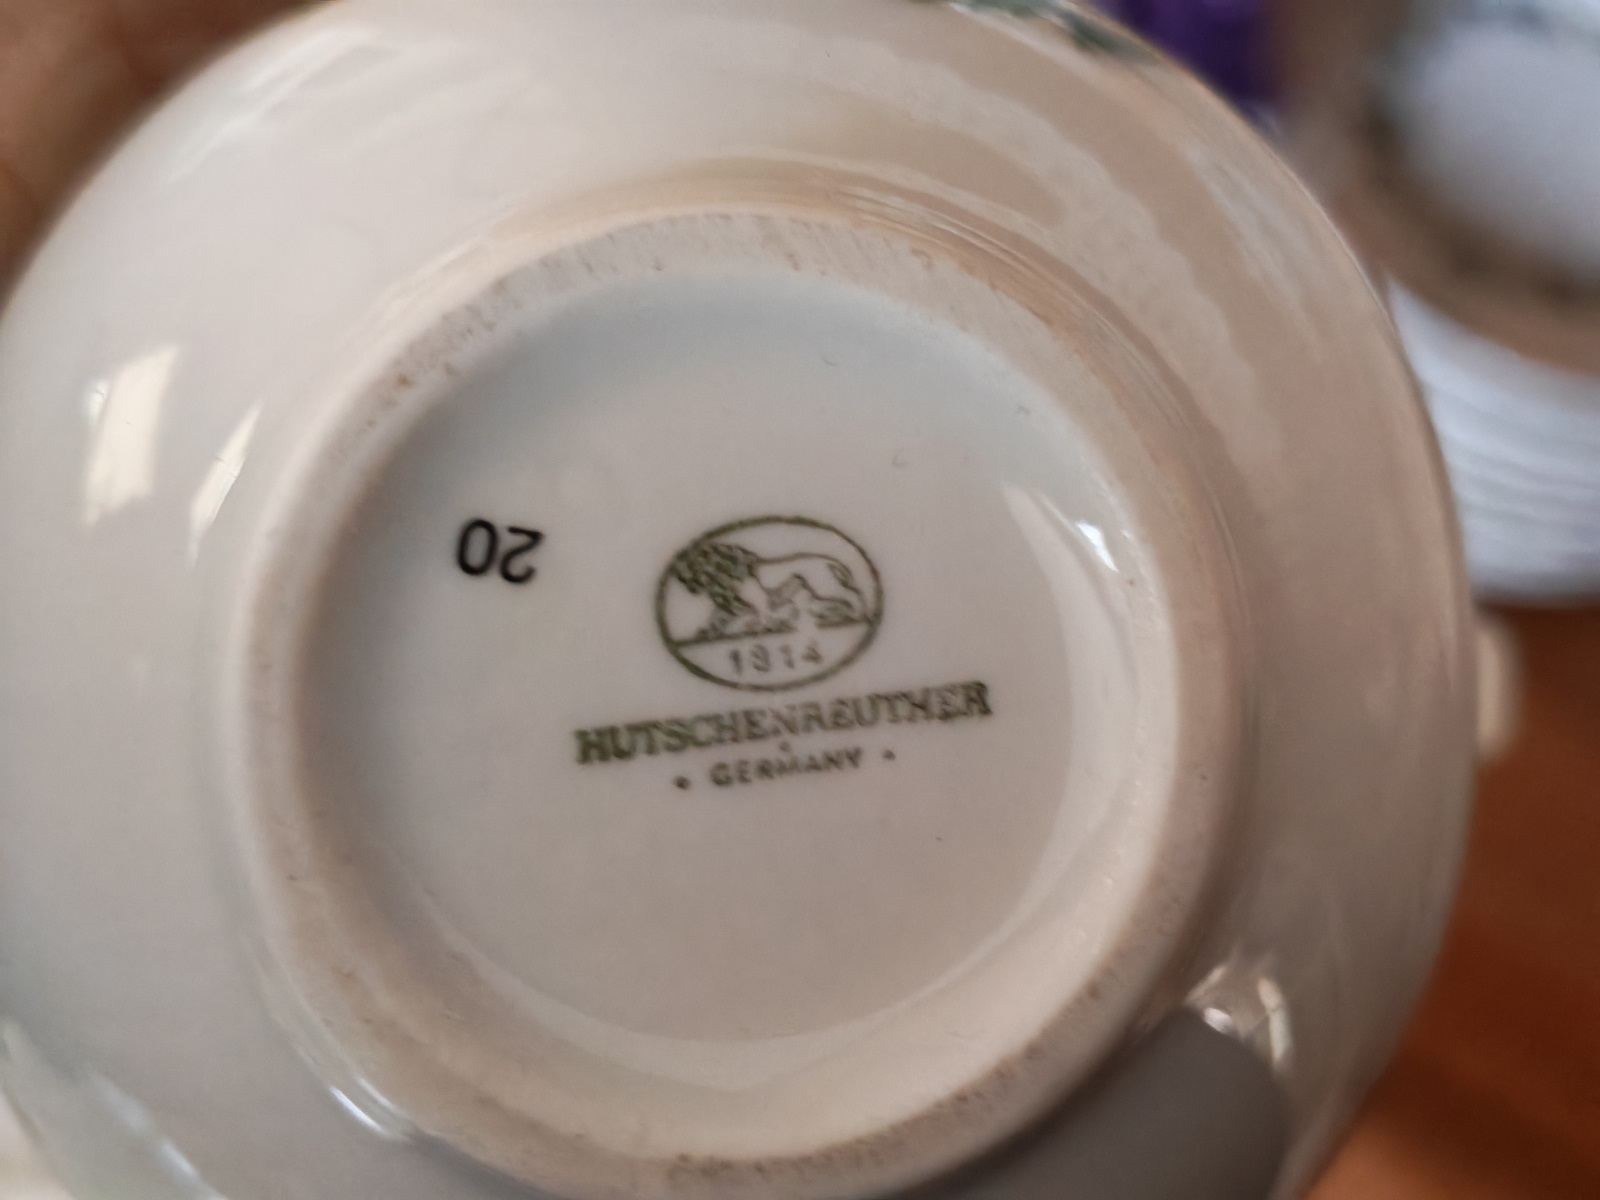 20
1814
HUTSCHENREUTHER
• GERMANY •